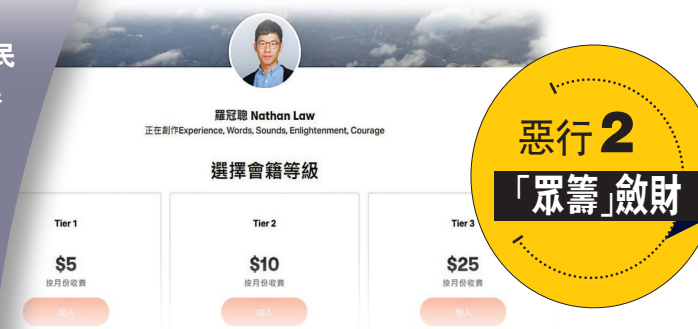 民
羅冠聰 Nathan Law
正在創作Experience, Words, Sounds, Enlightenment, Courage
選擇會籍等級
Tier 1
$5
按月份收費
加入
Tier 2
$10
按月份收費
加入
Tier 3
$25
按月份收費
加入
惡行2
「眾籌」斂財